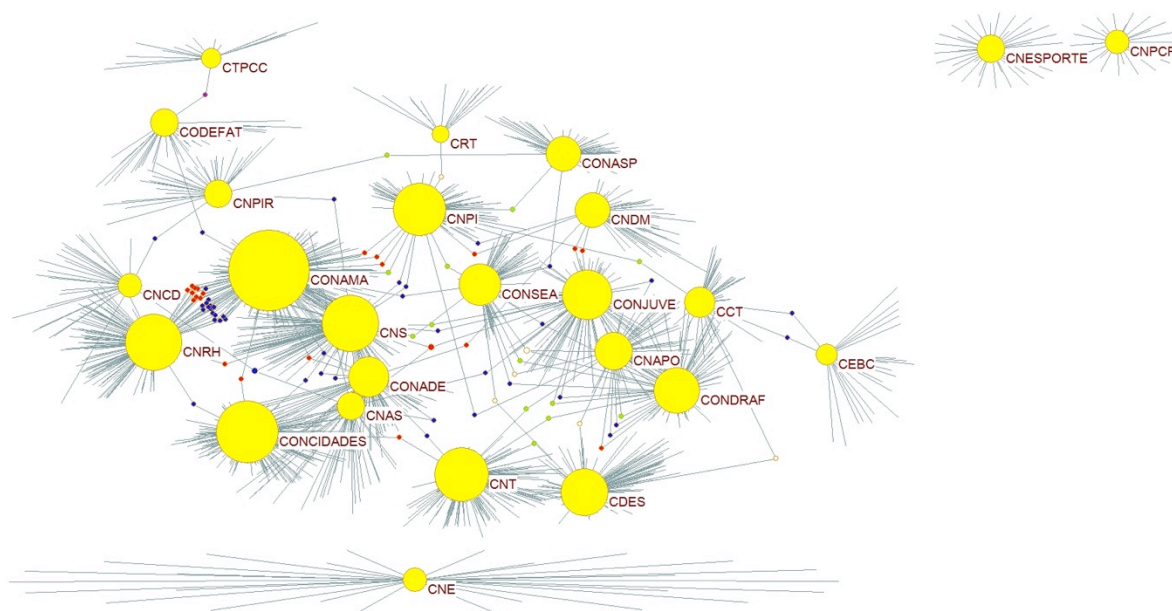 CNESPORTE
CNPCP
CTPCC
CODEFAT
CRT
CONASP
CNPIR
CNPI
CNDM
CONAMA
CNCD
CONSEA
CONJUVE
CCT
CNS
CNRH
CNAPO
CEBC
CONADE
CONDRAF
CNAS
CONCIDADES
CNT
CDES
CNE